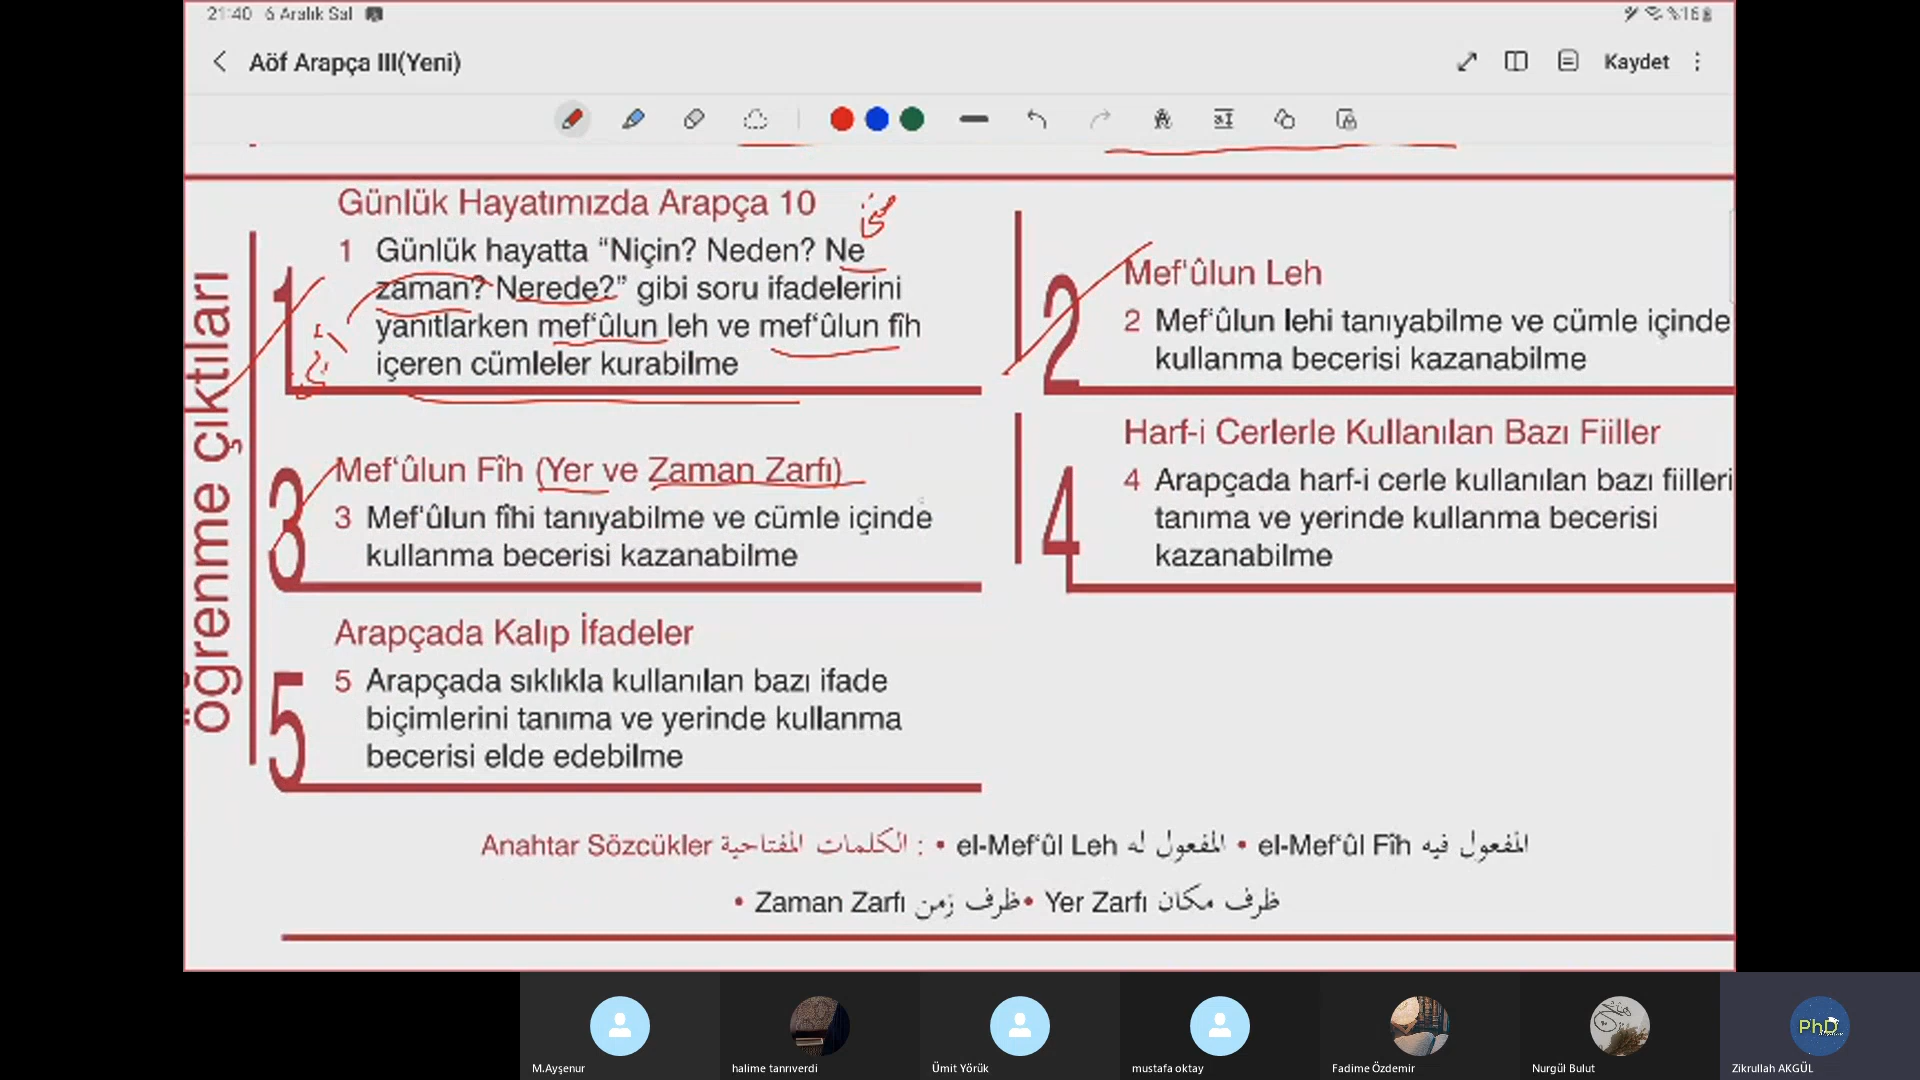 21:40 6 Aralık Sal
%16
Aöf Arapça III(Yeni)
Kaydet
Günlük Hayatımızda Arapça 10
1 Günlük hayatta “Niçin? Neden? Ne
zaman? Nerede?” gibi soru ifadelerini
yanıtlarken mef‘ûlun leh ve mef‘ûlun fîh
içeren cümleler kurabilme
1
Mef‘ûlun Leh
2 Mef‘ûlun lehi tanıyabilme ve cümle içinde
kullanma becerisi kazanabilme
2
öğrenme çıktıları
Mef‘ûlun Fîh (Yer ve Zaman Zarfı)
3 Mef‘ûlun fîhi tanıyabilme ve cümle içinde
kullanma becerisi kazanabilme
3
Harf-i Cerlerle Kullanılan Bazı Fiiller
4 Arapçada harf-i cerle kullanılan bazı fiilleri
tanıma ve yerinde kullanma becerisi
kazanabilme
4
Arapçada Kalıp İfadeler
5 Arapçada sıklıkla kullanılan bazı ifade
biçimlerini tanıma ve yerinde kullanma
becerisi elde edebilme
5
Anahtar Sözcükler الكلمات المفتاحية : • el-Mef‘ûl Leh المفعول له • el-Mef‘ûl Fîh المفعول فيه
• Zaman Zarfı ظرف زمن • Yer Zarfı ظرف مكان
M.Ayşenur
halime tanrıverdi
Ümit Yörük
mustafa oktay
Fadime Özdemir
Nurgül Bulut
PhD
Zikrullah AKGÜL